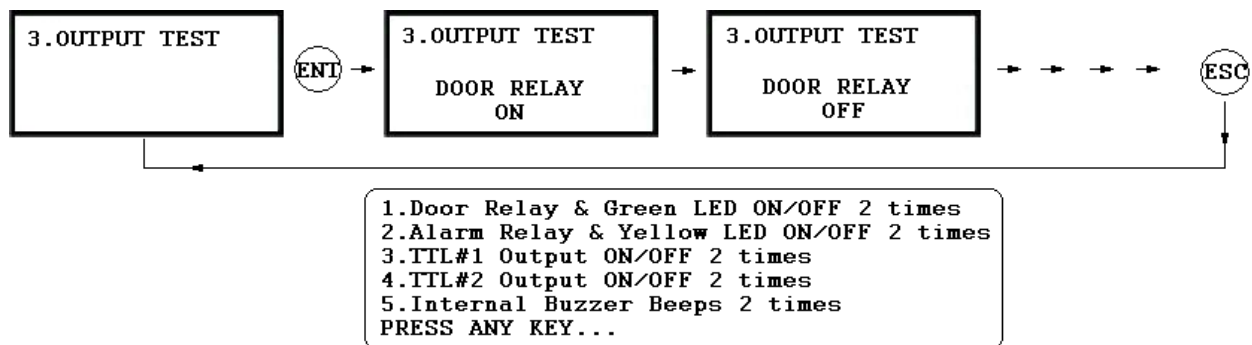 3.OUTPUT TEST
ENT
3.OUTPUT TEST
DOOR RELAY
ON
3.OUTPUT TEST
DOOR RELAY
OFF
ESC
1.Door Relay & Green LED ON/OFF 2 times
2.Alarm Relay & Yellow LED ON/OFF 2 times
3.TTL#1 Output ON/OFF 2 times
4.TTL#2 Output ON/OFF 2 times
5.Internal Buzzer Beeps 2 times
PRESS ANY KEY...